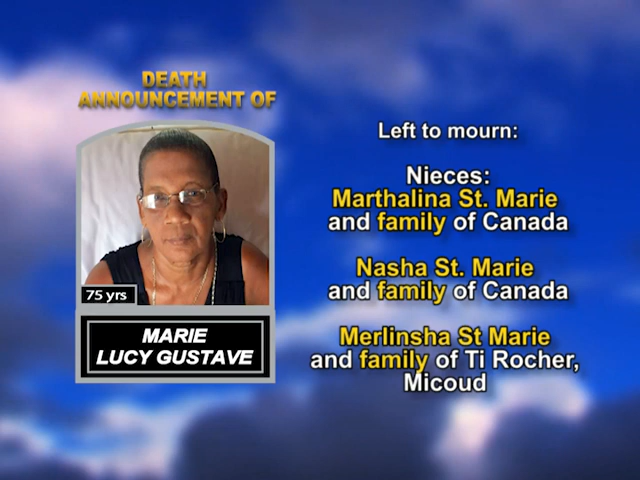 DEATH
ANNOUNCEMENT OF
75 yrs
MARIE
LUCY GUSTAVE
Left to mourn:
Nieces:
Marthalina St. Marie
and family of Canada
Nasha St. Marie
and family of Canada
Merlinsha St Marie
and family of Ti Rocher,
Micoud